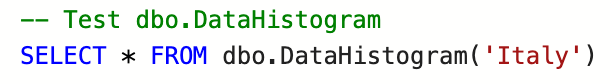 -- Test dbo.DataHistogram
SELECT * FROM dbo.DataHistogram('Italy')